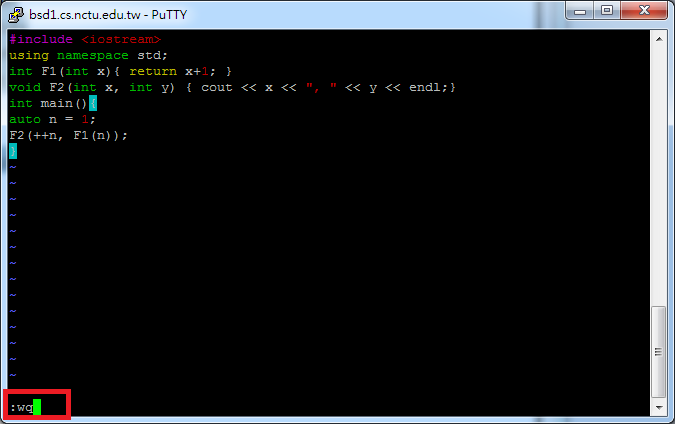 bsd1.cs.nctu.edu.tw - PuTTY
#include <iostream>
using namespace std;
int F1(int x){ return x+1; }
void F2(int x, int y) { cout << x << ", " << y << endl;}
int main(){
auto n = 1;
F2(++n, F1(n));
}
~
~
~
~
~
~
~
~
~
~
~
~
~
~
:wq